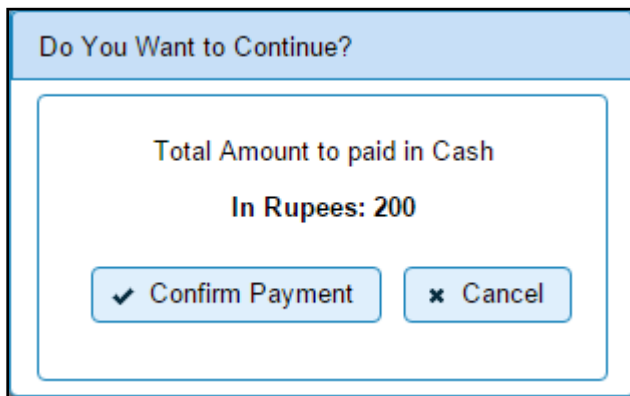 Do You Want to Continue?
Total Amount to paid in Cash
In Rupees: 200
Confirm Payment Cancel